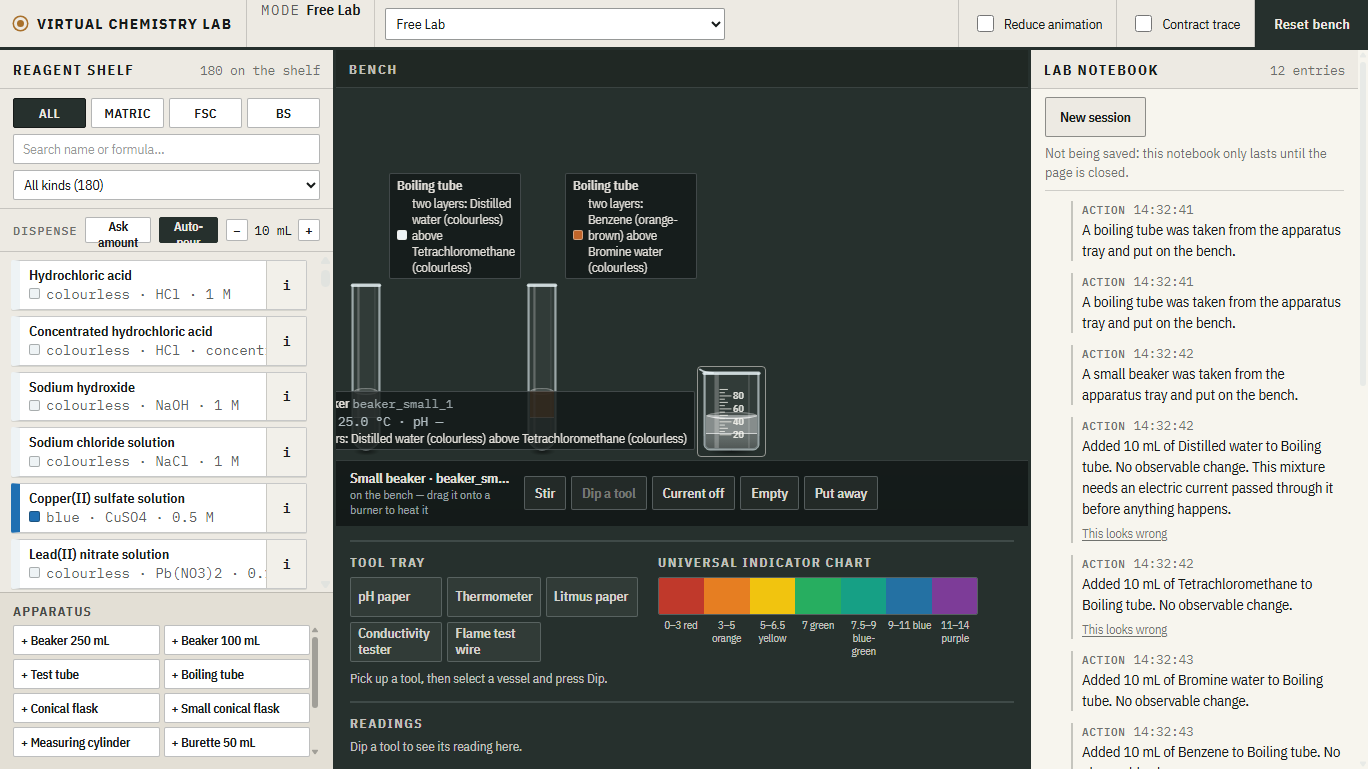 VIRTUAL CHEMISTRY LAB
MODE Free Lab
Free Lab
Reduce animation
Contract trace
Reset bench
REAGENT SHELF
180 on the shelf
ALL
MATRIC
FSC
BS
Search name or formula...
All kinds (180)
DISPENSE
Ask
amount
Auto-
pour
−
10 mL
+
Hydrochloric acid
colourless · HCl · 1 M
i
Concentrated hydrochloric acid
colourless · HCl · concent
i
Sodium hydroxide
colourless · NaOH · 1 M
i
Sodium chloride solution
colourless · NaCl · 1 M
i
Copper(II) sulfate solution
blue · CuSO4 · 0.5 M
i
Lead(II) nitrate solution
colourless · Pb(NO3)2 · 0.
i
APPARATUS
+ Beaker 250 mL
+ Beaker 100 mL
+ Test tube
+ Boiling tube
+ Conical flask
+ Small conical flask
+ Measuring cylinder
+ Burette 50 mL
BENCH
Boiling tube
two layers: Distilled
water (colourless)
above
Tetrachloromethane
(colourless)
Boiling tube
two layers:
Benzene (orange-
brown) above
Bromine water
(colourless)
ker beaker_small_1
25.0 °C · pH —
rs: Distilled water (colourless) above Tetrachloromethane (colourless)
80
60
40
20
Small beaker · beaker_sm...
on the bench — drag it onto a
burner to heat it
Stir
Dip a tool
Current off
Empty
Put away
TOOL TRAY
pH paper
Thermometer
Litmus paper
Conductivity
tester
Flame test
wire
Pick up a tool, then select a vessel and press Dip.
UNIVERSAL INDICATOR CHART
0–3 red
3–5
orange
5–6.5
yellow
7 green
7.5–9
blue-
green
9–11 blue
11–14
purple
READINGS
Dip a tool to see its reading here.
LAB NOTEBOOK
12 entries
New session
Not being saved: this notebook only lasts until the
page is closed.
ACTION 14:32:41
A boiling tube was taken from the apparatus
tray and put on the bench.
ACTION 14:32:41
A boiling tube was taken from the apparatus
tray and put on the bench.
ACTION 14:32:42
A small beaker was taken from the
apparatus tray and put on the bench.
ACTION 14:32:42
Added 10 mL of Distilled water to Boiling
tube. No observable change. This mixture
needs an electric current passed through it
before anything happens.
This looks wrong
ACTION 14:32:42
Added 10 mL of Tetrachloromethane to
Boiling tube. No observable change.
This looks wrong
ACTION 14:32:43
Added 10 mL of Bromine water to Boiling
tube. No observable change.
ACTION 14:32:43
Added 10 mL of Benzene to Boiling tube. No